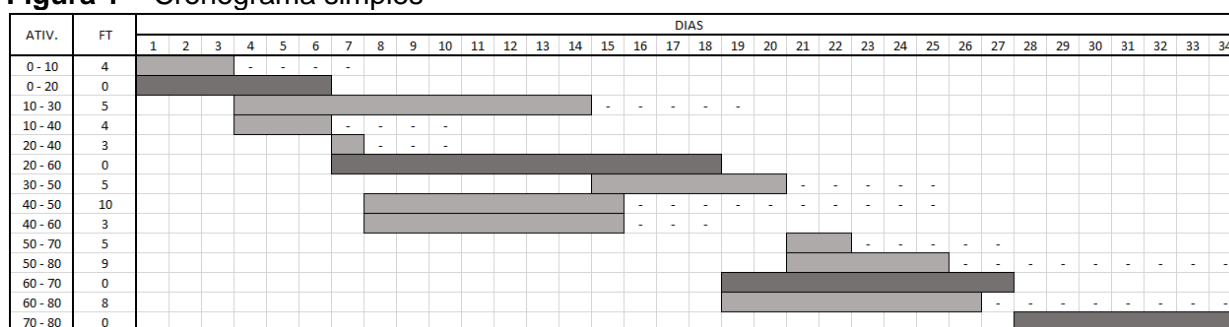 Figura 1 – Cronograma simples
ATIV. FT DIAS
1 2 3 4 5 6 7 8 9 10 11 12 13 14 15 16 17 18 19 20 21 22 23 24 25 26 27 28 29 30 31 32 33 34
0 - 10 4 - - - -
0 - 20 0
10 - 30 5 - - - - -
10 - 40 4 - - - -
20 - 40 3 - - -
20 - 60 0
30 - 50 5 - - - - -
40 - 50 10 - - - - - - - - - -
40 - 60 3 - - -
50 - 70 5 - - - - -
50 - 80 9 - - - - - - - - -
60 - 70 0
60 - 80 8 - - - - - - - -
70 - 80 0